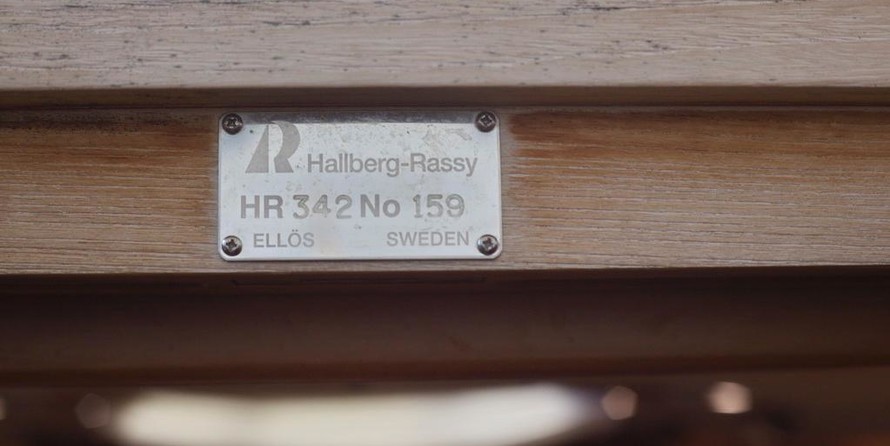 Hallberg-Rassy
HR 342 No 159
ELLÖS SWEDEN